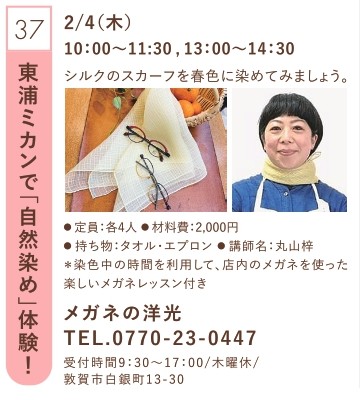 37
東浦ミカンで「自然染め」体験！
2/4（木）
10：00〜11：30 , 13：00〜14：30
シルクのスカーフを春色に染めてみましょう。
●定員：各4人 ●材料費：2,000円
●持ち物：タオル・エプロン ●講師名：丸山梓
＊染色中の時間を利用して、店内のメガネを使った
楽しいメガネレッスン付き
メガネの洋光
TEL.0770-23-0447
受付時間9：30〜17：00/木曜休/
敦賀市白銀町13-30